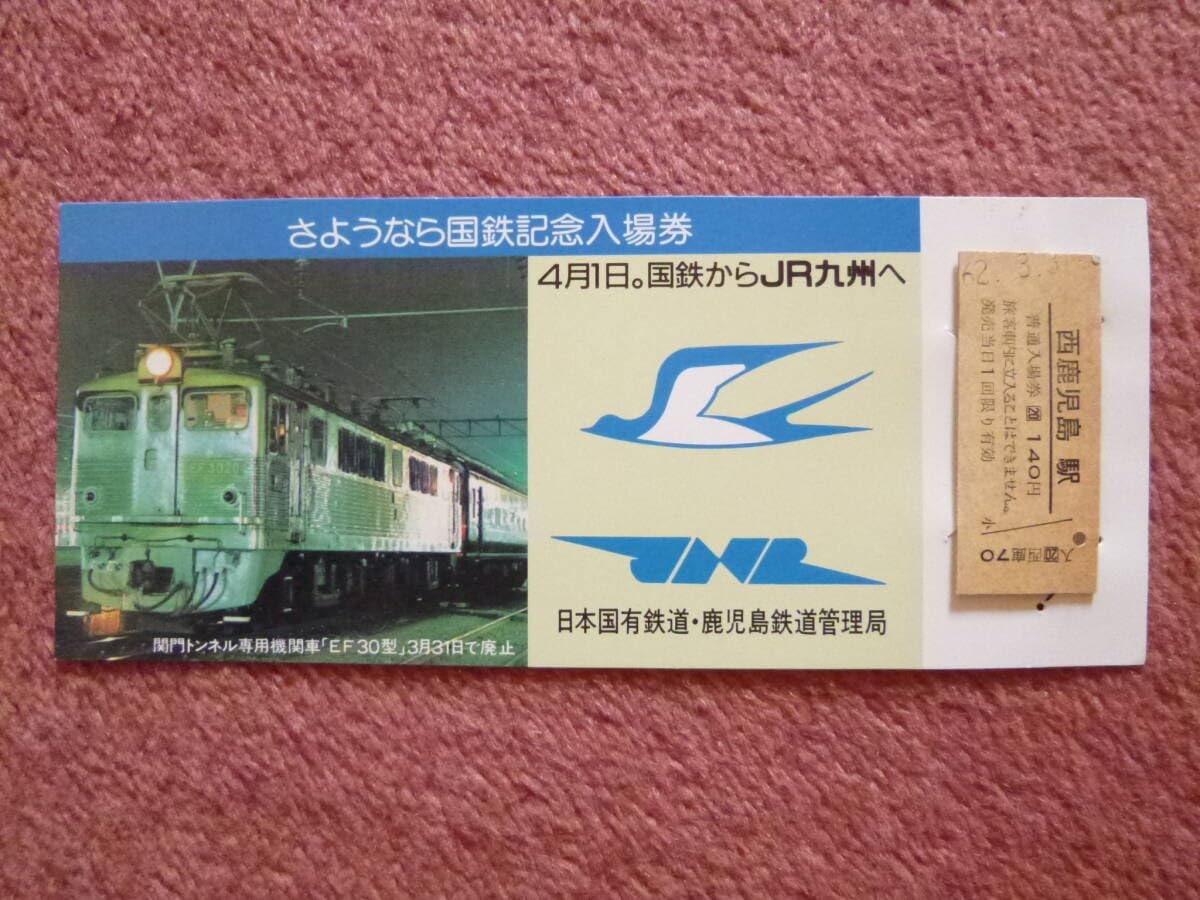 さようなら国鉄記念入場券
4月1日。国鉄からJR九州へ
JNR
日本国有鉄道・鹿児島鉄道管理局
関門トンネル専用機関車「EF30型」3月31日で廃止
西鹿児島駅
普通入場券 ⑳ 140円
旅客車内に立入ることはできません。
発売当日1回限り有効
小